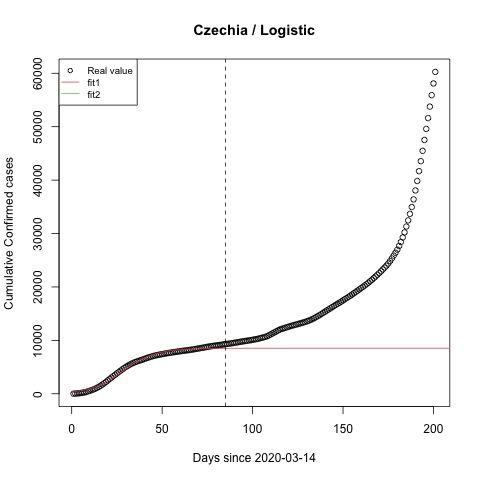 Czechia / Logistic
Real value
fit1
fit2
Cumulative Confirmed cases
60000
50000
40000
30000
20000
10000
0
0 50 100 150 200
Days since 2020-03-14